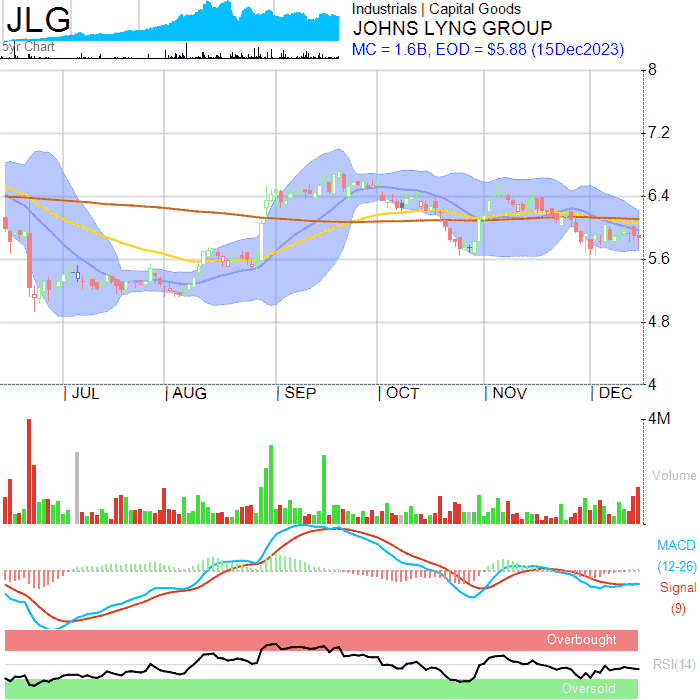 JLG
5yr Chart
Industrials | Capital Goods
JOHNS LYNG GROUP
MC = 1.6B, EOD = $5.88 (15Dec2023)
8
7.2
6.4
5.6
4.8
4
| JUL | AUG | SEP | OCT | NOV | DEC
4M
Volume
MACD
(12-26)
Signal
(9)
Overbought
RSI(14)
Oversold